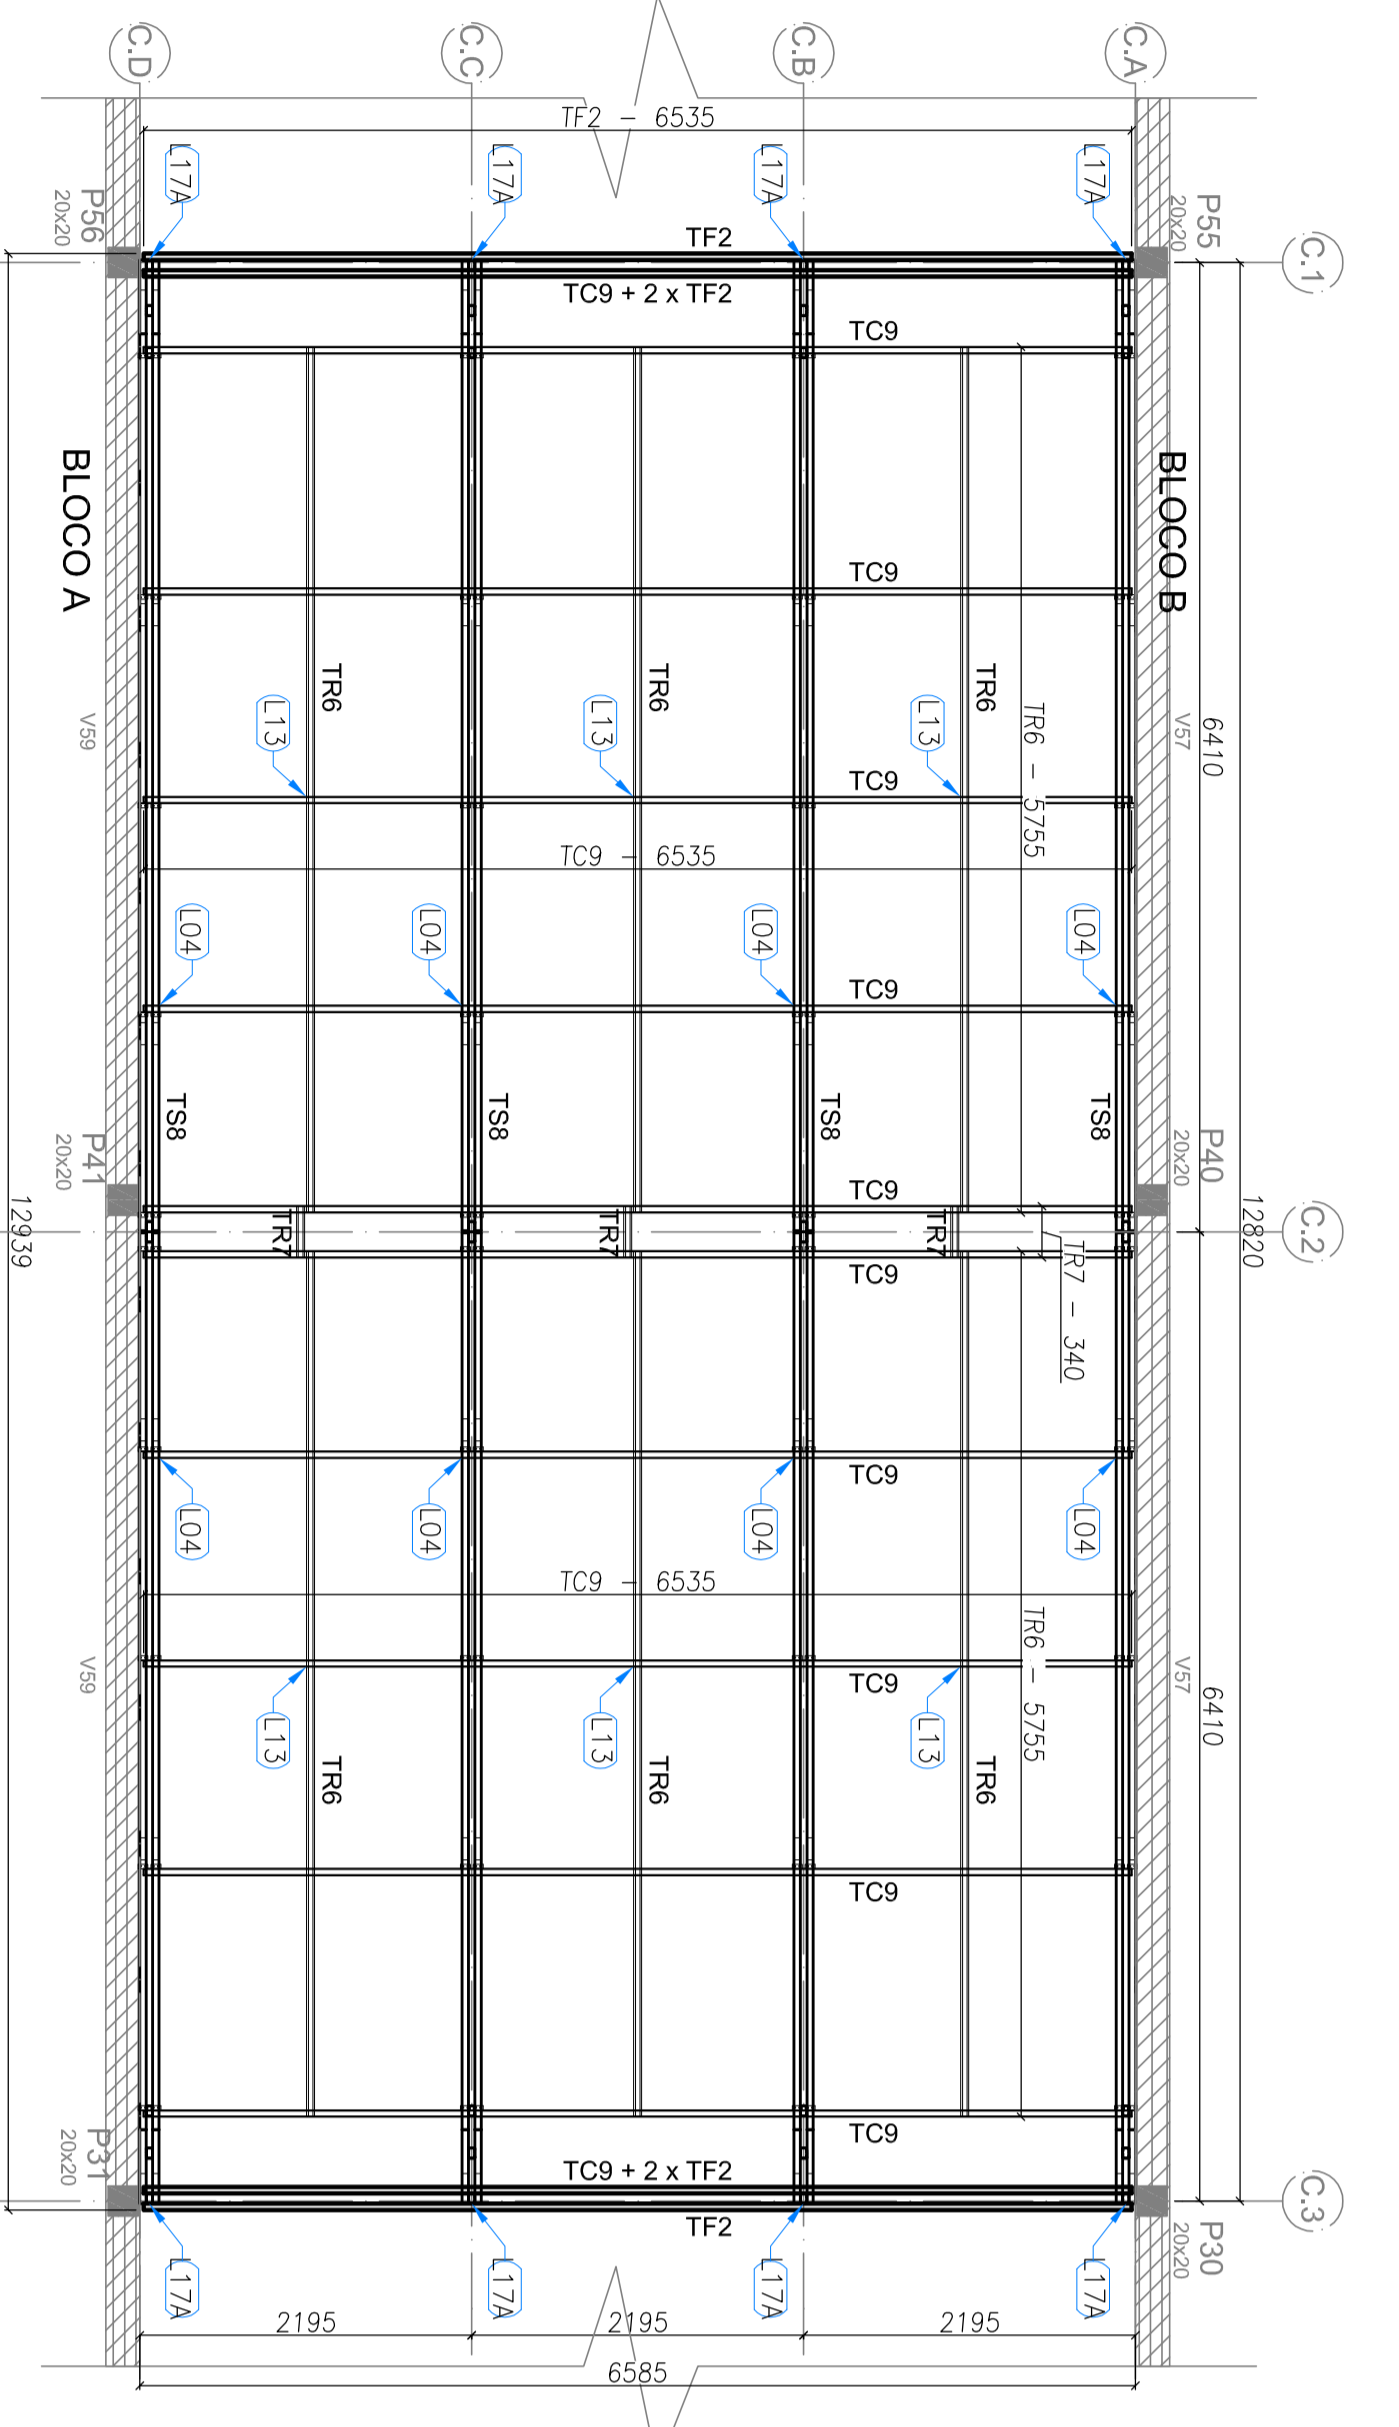 C.D
C.C
C.B
C.A
TF2 - 6535
L17A
L17A
L17A
L17A
P56
20x20
P55
20x20
C.1
TF2
TC9 + 2 x TF2
TC9
BLOCO A
BLOCO B
TC9
TR6
TR6
TR6
V59
L13
L13
L13
TR6 - 5755
V57
6410
TC9
TC9 - 6535
L04
L04
L04
L04
TC9
TS8
TS8
TS8
TS8
P41
20x20
P40
20x20
TC9
12939
TR7
TR7
TR7
12820
C.2
TC9
TR7 - 340
TC9
L04
L04
L04
L04
TC9 - 6535
TR6 - 5755
V59
V57
6410
TC9
L13
L13
L13
TR6
TR6
TR6
TC9
TC9
P31
20x20
TC9 + 2 x TF2
C.3
TF2
P30
20x20
L17A
L17A
L17A
L17A
2195
2195
2195
6585